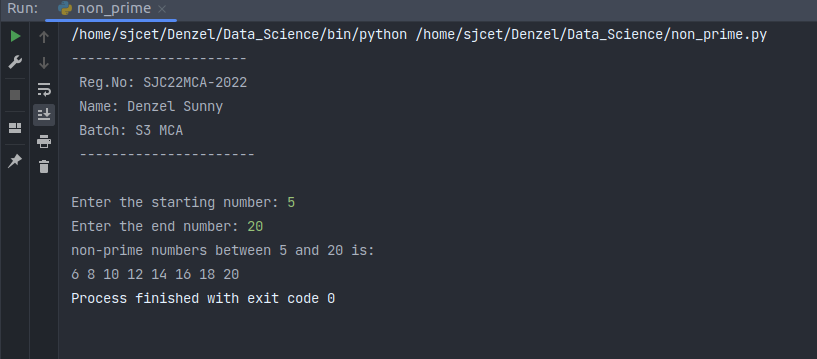 Run: non_prime
/home/sjcet/Denzel/Data_Science/bin/python /home/sjcet/Denzel/Data_Science/non_prime.py
----------------------
Reg.No: SJC22MCA-2022
Name: Denzel Sunny
Batch: S3 MCA
----------------------
Enter the starting number: 5
Enter the end number: 20
non-prime numbers between 5 and 20 is:
6 8 10 12 14 16 18 20
Process finished with exit code 0